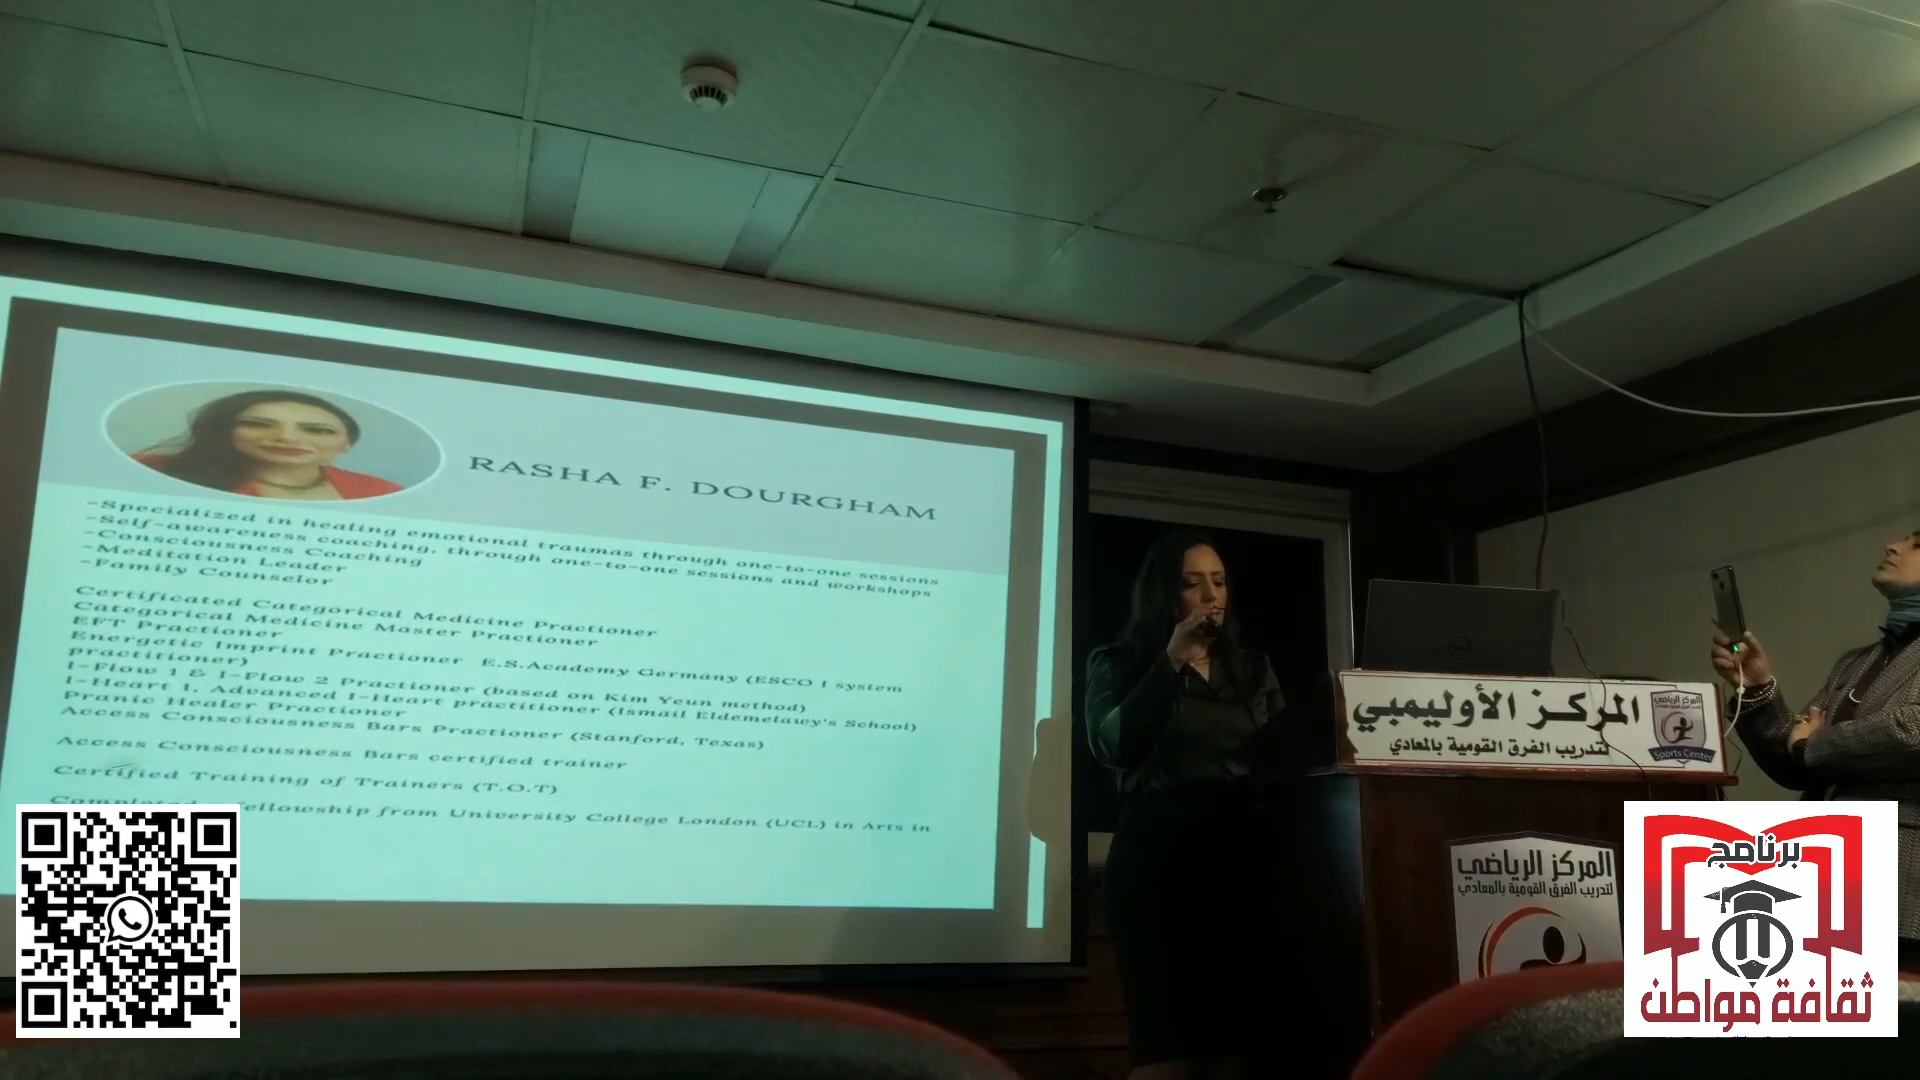 RASHA F. DOURGHAM
-Specialized in healing emotional traumas through one-to-one sessions
-Self-awareness coaching, through one-to-one sessions and workshops
-Consciousness Coaching
-Meditation Leader
-Family Counselor
Certificated Categorical Medicine Practioner
Categorical Medicine Master Practioner
EFT Practioner
Energetic Imprint Practioner E.S.Academy Germany (ESCO I system
practitioner)
I-Flow 1 & I-Flow 2 Practioner (based on Kim Yeun method)
I-Heart 1, Advanced I-Heart practitioner (Ismail Eldemelawy's School)
Pranic Healer Practioner
Access Consciousness Bars Practioner (Stanford, Texas)
Access Consciousness Bars certified trainer
Certified Training of Trainers (T.O.T)
Completed fellowship from University College London (UCL) in Arts in
المركز الأوليمبي
لتدريب الفرق القومية بالمعادي
المركز الرياضي
Sports Center
المركز الرياضي
لتدريب الفرق القومية بالمعادي
برنامج
ثقافة مواطن